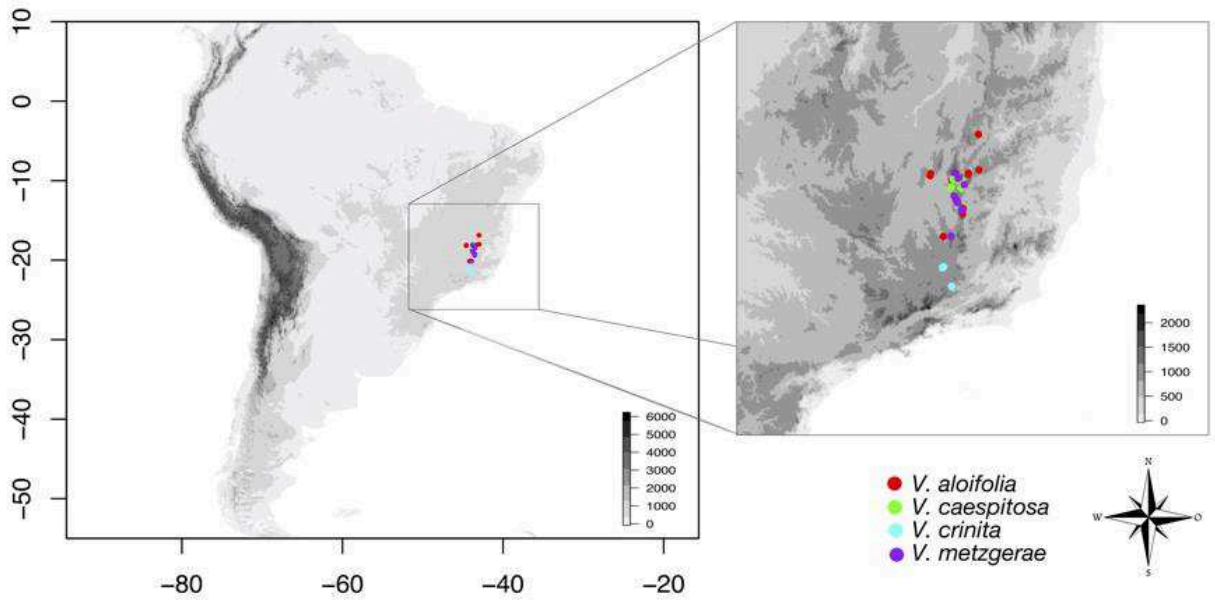 10
0
−10
−20
−30
−40
−50
−80
−60
−40
−20
6000
5000
4000
3000
2000
1000
0
2000
1500
1000
500
0
V. aloifolia
V. caespitosa
V. crinita
V. metzgerae
N
W
O
S